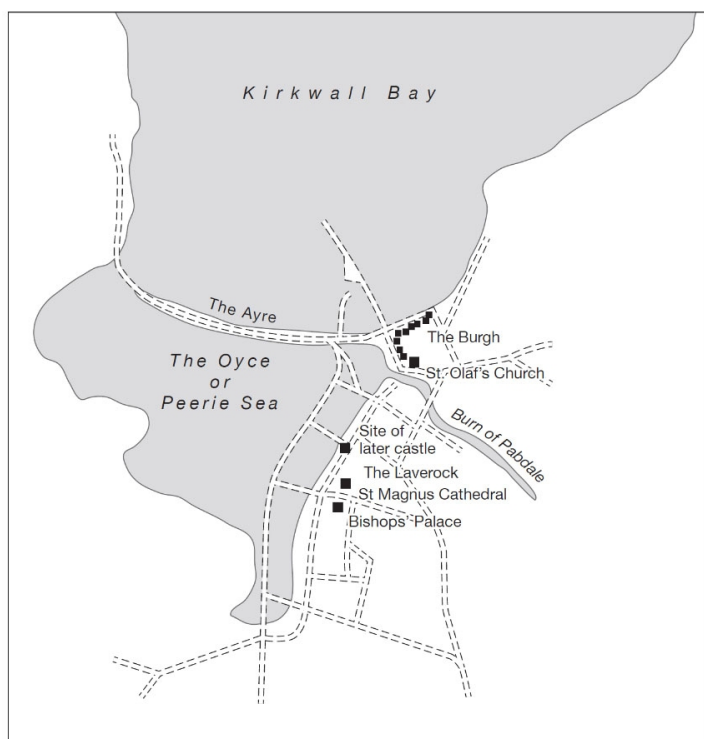 Kirkwall Bay
The Ayre
The Burgh
The Oyce
or
Peerie Sea
St. Olaf's Church
Burn of Pabdale
Site of
later castle
The Laverock
St Magnus Cathedral
Bishops' Palace